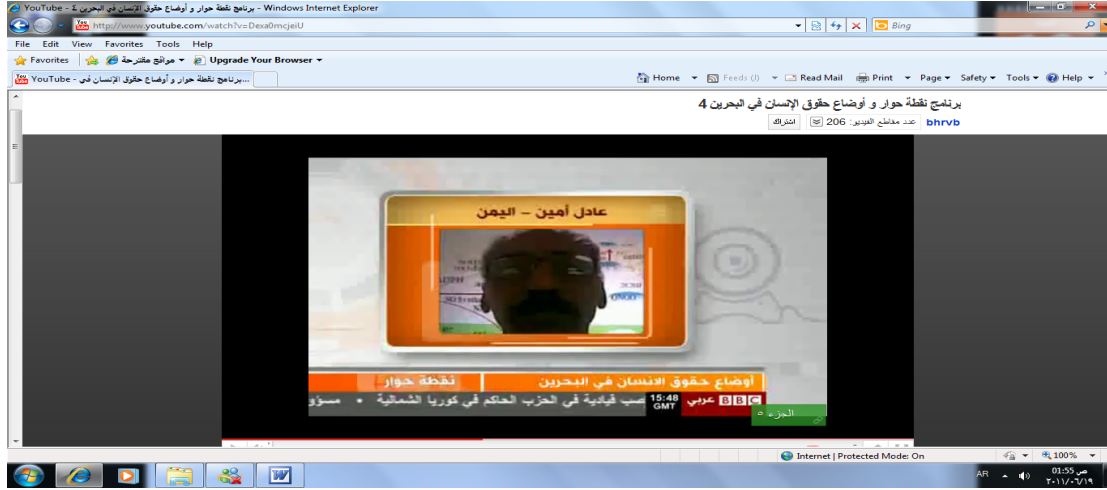 YouTube - برنامج نقطة حوار و أوضاع حقوق الإنسان في البحرين ٤ - Windows Internet Explorer
http://www.youtube.com/watch?v=Dexa0mcjeiU
Bing
File Edit View Favorites Tools Help
Favorites مواقع مقترحة Upgrade Your Browser
YouTube - برنامج نقطة حوار و أوضاع حقوق الإنسان في...
Home Feeds (J) Read Mail Print Page Safety Tools Help
برنامج نقطة حوار و أوضاع حقوق الإنسان في البحرين 4
bhrvb عدد مقاطع الفيديو: 206 اشتراك
عادل أمين – اليمن
أوضاع حقوق الانسان في البحرين نقطة حوار
BBC عربي 15:48 GMT صب قيادية في الحزب الحاكم في كوريا الشمالية • مسؤو
الجزء ٥
Internet | Protected Mode: On 100%
AR 01:55 ص
٢٠١١/٠٦/١٩